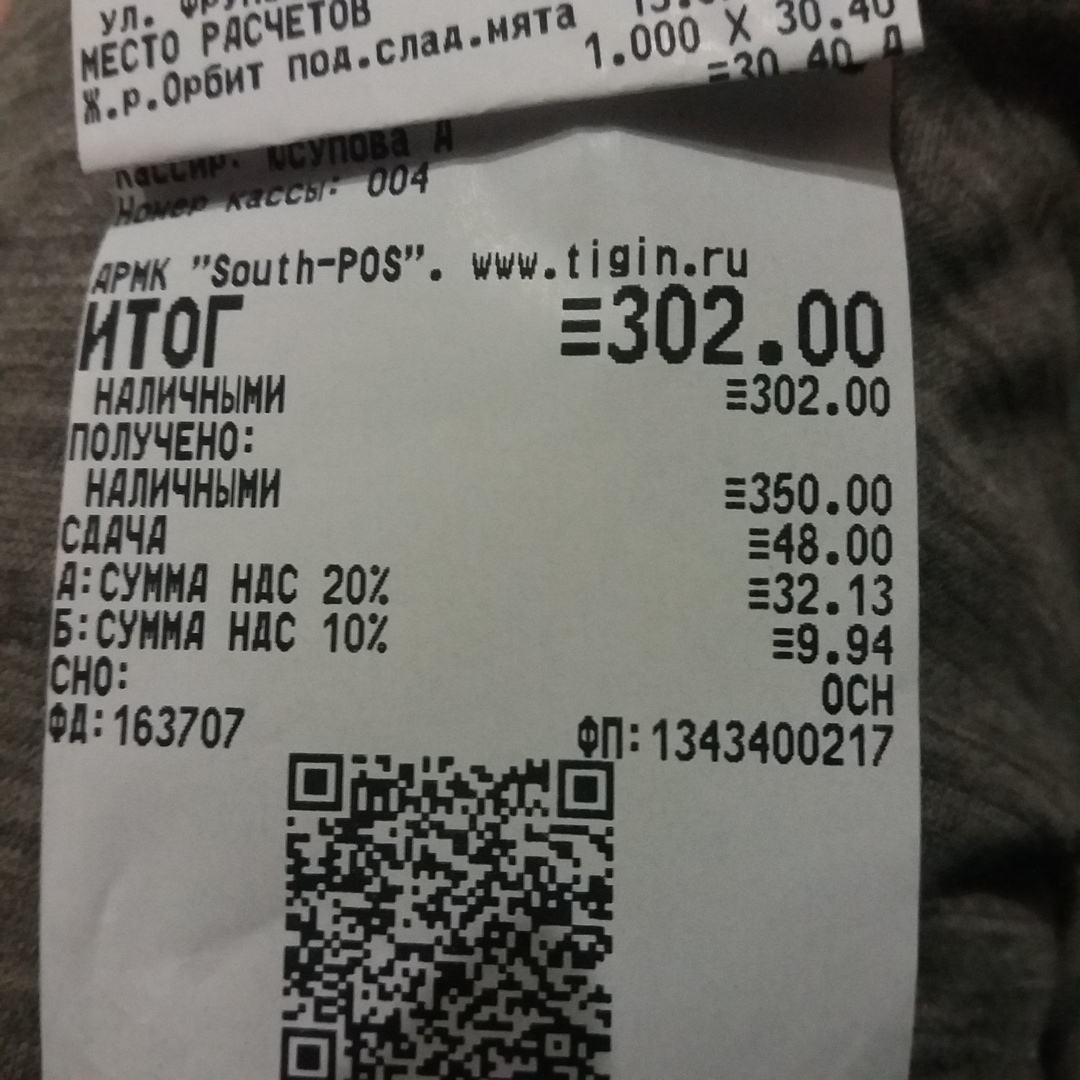 ул.
МЕСТО РАСЧЕТОВ
Ж.р.Орбит под.слад.мята
1.000 X 30.40
≡30.40 А
Кассир: Юсупова А
Номер кассы: 004
АРМК "South-POS". www.tigin.ru
ИТОГ ≡302.00
НАЛИЧНЫМИ ≡302.00
ПОЛУЧЕНО:
НАЛИЧНЫМИ ≡350.00
СДАЧА ≡48.00
А:СУММА НДС 20% ≡32.13
Б:СУММА НДС 10% ≡9.94
СНО: ОСН
ФД:163707 ФП:1343400217